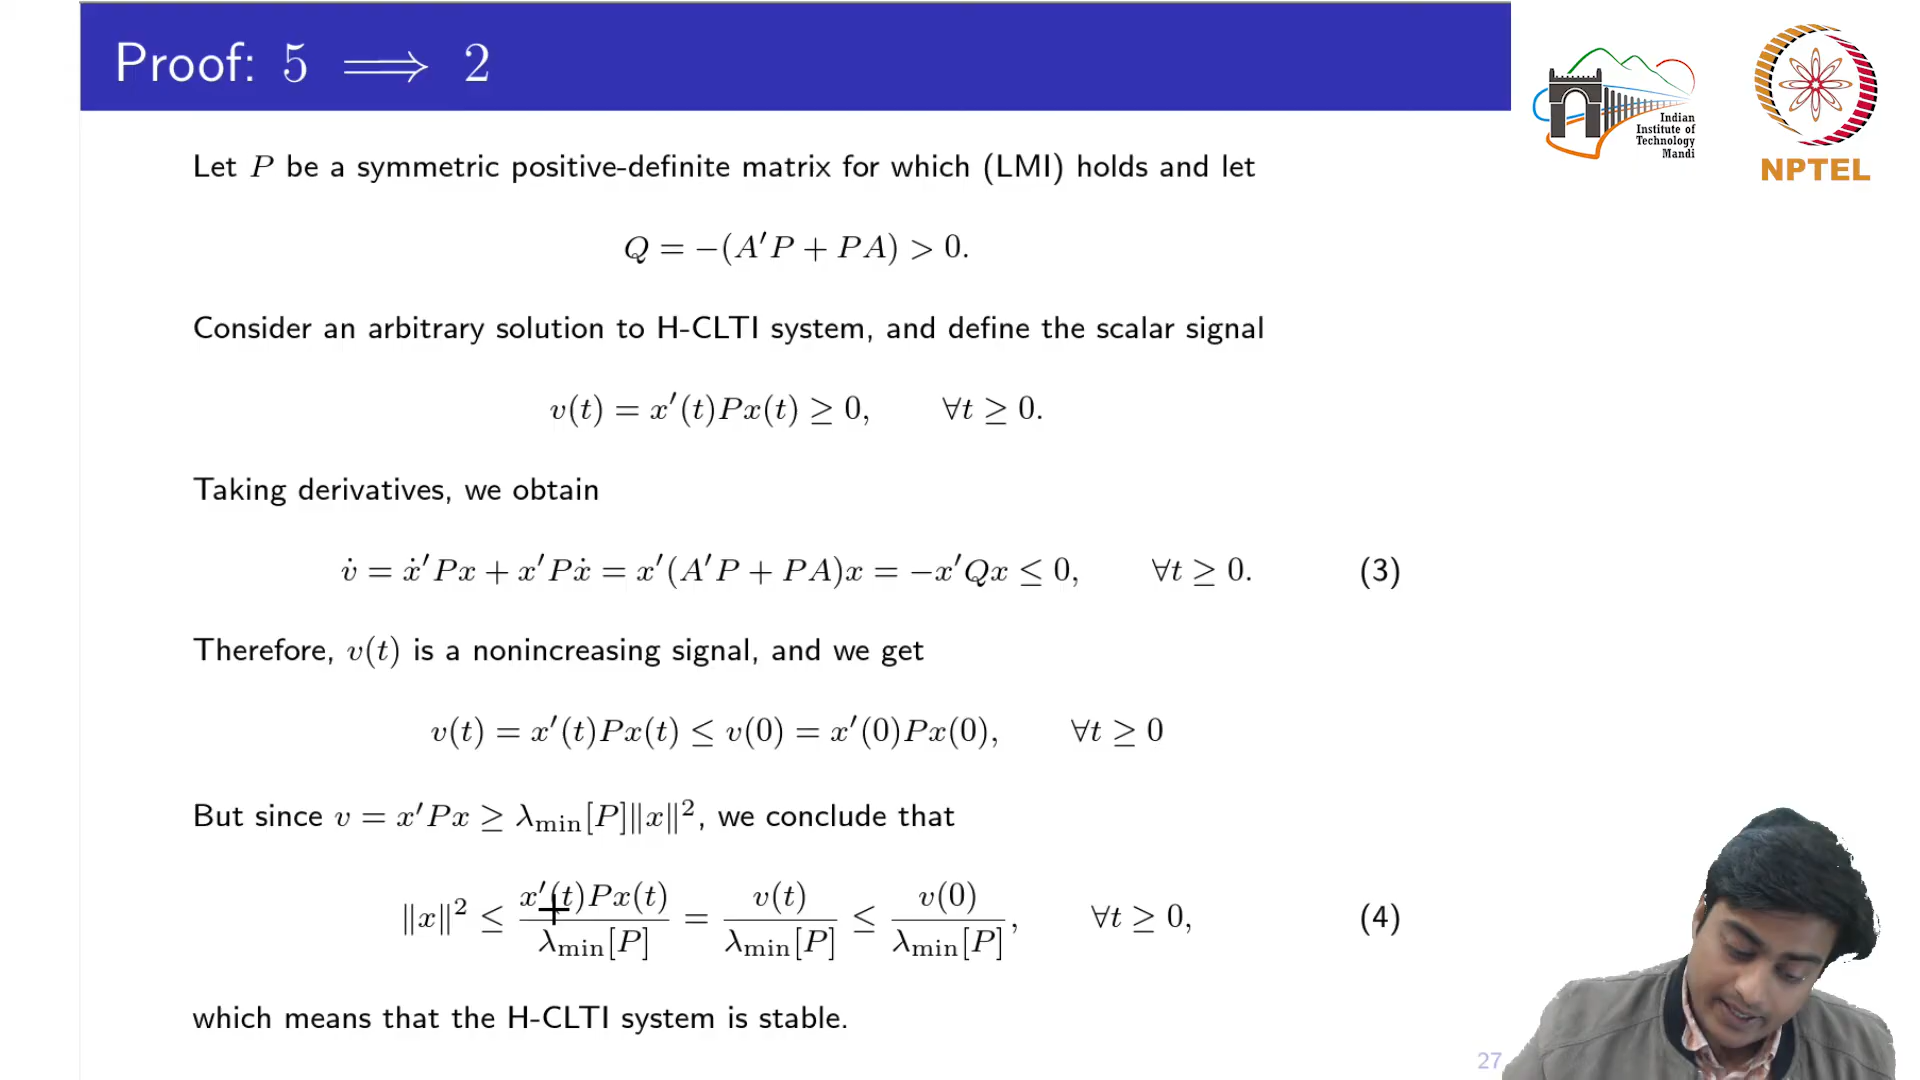 Proof: 5 ⟹ 2
Indian
Institute of
Technology
Mandi
NPTEL
Let P be a symmetric positive-definite matrix for which (LMI) holds and let
Q = −(A′P + PA) > 0.
Consider an arbitrary solution to H-CLTI system, and define the scalar signal
v(t) = x′(t)Px(t) ≥ 0, ∀t ≥ 0.
Taking derivatives, we obtain
v̇ = ẋ′Px + x′Pẋ = x′(A′P + PA)x = −x′Qx ≤ 0, ∀t ≥ 0. (3)
Therefore, v(t) is a nonincreasing signal, and we get
v(t) = x′(t)Px(t) ≤ v(0) = x′(0)Px(0), ∀t ≥ 0
But since v = x′Px ≥ λmin[P]‖x‖², we conclude that
‖x‖² ≤ x′(t)Px(t)/λmin[P] = v(t)/λmin[P] ≤ v(0)/λmin[P], ∀t ≥ 0, (4)
which means that the H-CLTI system is stable.
27